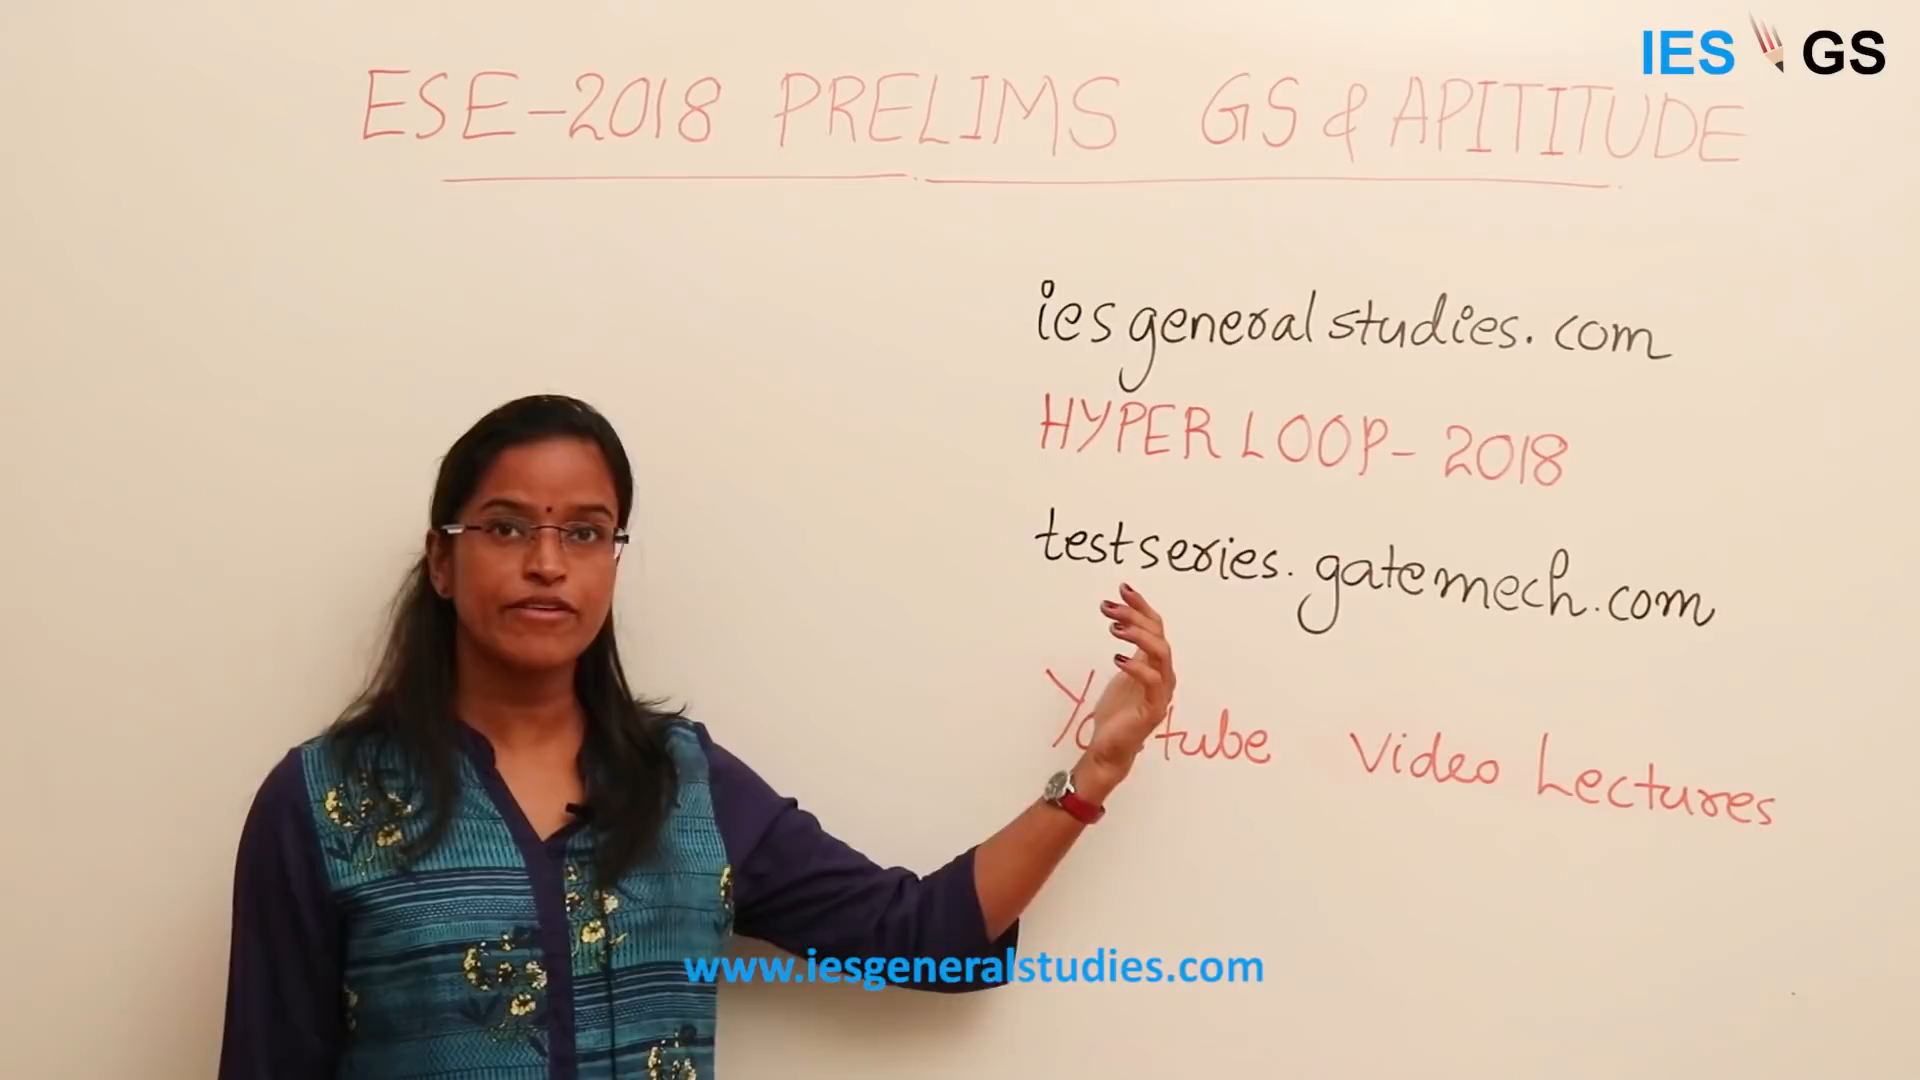 IES GS
ESE-2018 PRELIMS GS & APITITUDE
iesgeneralstudies.com
HYPERLOOP-2018
testseries.gatemech.com
Youtube Video Lectures
www.iesgeneralstudies.com